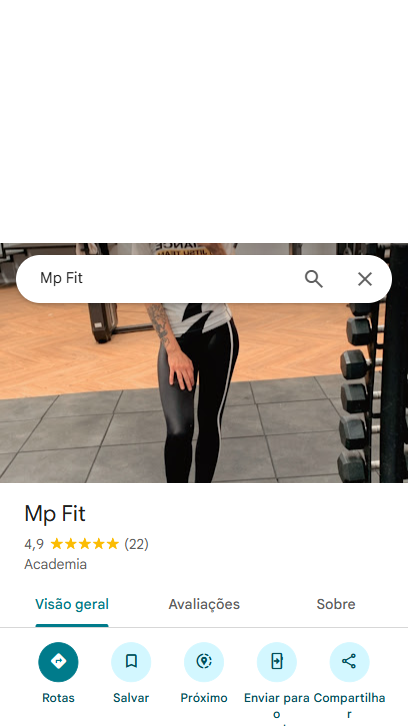 Mp Fit
Mp Fit
4,9 ★★★★★ (22)
Academia
Visão geral
Avaliações
Sobre
Rotas
Salvar
Próximo
Enviar para
o
Compartilha
r